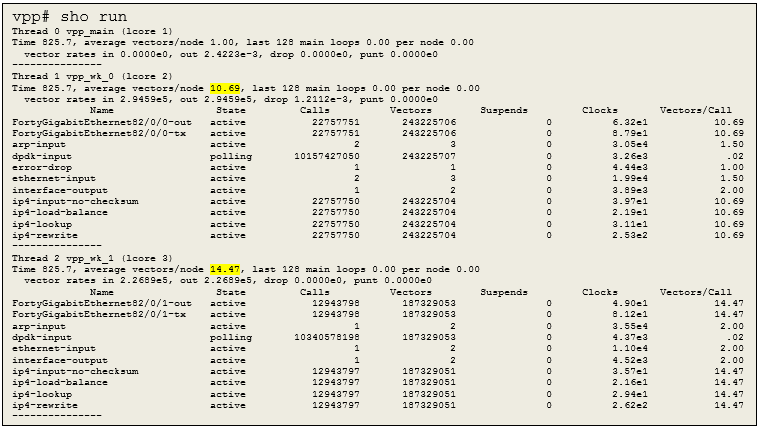 vpp# sho run
Thread 0 vpp_main (lcore 1)
Time 825.7, average vectors/node 1.00, last 128 main loops 0.00 per node 0.00
vector rates in 0.0000e0, out 2.4223e-3, drop 0.0000e0, punt 0.0000e0
---------------
Thread 1 vpp_wk_0 (lcore 2)
Time 825.7, average vectors/node 10.69, last 128 main loops 0.00 per node 0.00
vector rates in 2.9459e5, out 2.9459e5, drop 1.2112e-3, punt 0.0000e0
Name State Calls Vectors Suspends Clocks Vectors/Call
FortyGigabitEthernet82/0/0-out active 22757751 243225706 0 6.32e1 10.69
FortyGigabitEthernet82/0/0-tx active 22757751 243225706 0 8.79e1 10.69
arp-input active 2 3 0 3.05e4 1.50
dpdk-input polling 10157427050 243225707 0 3.26e3 .02
error-drop active 1 1 0 4.44e3 1.00
ethernet-input active 2 3 0 1.99e4 1.50
interface-output active 1 2 0 3.89e3 2.00
ip4-input-no-checksum active 22757750 243225704 0 3.97e1 10.69
ip4-load-balance active 22757750 243225704 0 2.19e1 10.69
ip4-lookup active 22757750 243225704 0 3.11e1 10.69
ip4-rewrite active 22757750 243225704 0 2.53e2 10.69
---------------
Thread 2 vpp_wk_1 (lcore 3)
Time 825.7, average vectors/node 14.47, last 128 main loops 0.00 per node 0.00
vector rates in 2.2689e5, out 2.2689e5, drop 0.0000e0, punt 0.0000e0
Name State Calls Vectors Suspends Clocks Vectors/Call
FortyGigabitEthernet82/0/1-out active 12943798 187329053 0 4.90e1 14.47
FortyGigabitEthernet82/0/1-tx active 12943798 187329053 0 8.12e1 14.47
arp-input active 1 2 0 3.55e4 2.00
dpdk-input polling 10340578198 187329053 0 4.37e3 .02
ethernet-input active 1 2 0 1.10e4 2.00
interface-output active 1 2 0 4.52e3 2.00
ip4-input-no-checksum active 12943797 187329051 0 3.57e1 14.47
ip4-load-balance active 12943797 187329051 0 2.16e1 14.47
ip4-lookup active 12943797 187329051 0 2.94e1 14.47
ip4-rewrite active 12943797 187329051 0 2.62e2 14.47
---------------